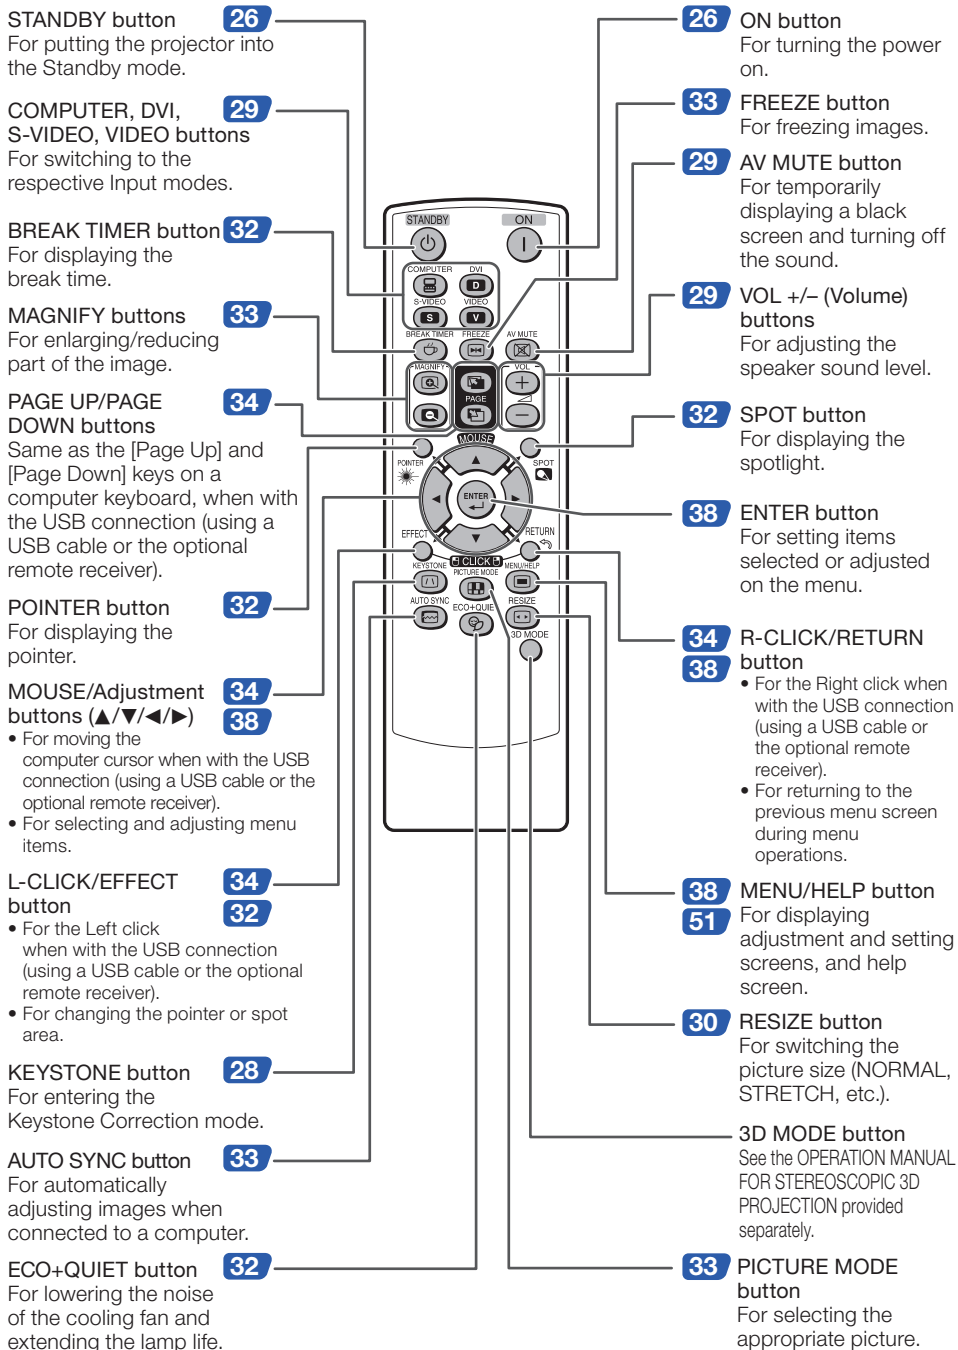 STANDBY button 26
For putting the projector into
the Standby mode.
COMPUTER, DVI, 29
S-VIDEO, VIDEO buttons
For switching to the
respective Input modes.
BREAK TIMER button 32
For displaying the
break time.
MAGNIFY buttons 33
For enlarging/reducing
part of the image.
PAGE UP/PAGE 34
DOWN buttons
Same as the [Page Up] and
[Page Down] keys on a
computer keyboard, when with
the USB connection (using a
USB cable or the optional
remote receiver).
POINTER button 32
For displaying the
pointer.
MOUSE/Adjustment 34
buttons (▲/▼/◄/►) 38
• For moving the
computer cursor when with the USB
connection (using a USB cable or the
optional remote receiver).
• For selecting and adjusting menu
items.
L-CLICK/EFFECT 34
button 32
• For the Left click
when with the USB connection
(using a USB cable or the optional
remote receiver).
• For changing the pointer or spot
area.
KEYSTONE button 28
For entering the
Keystone Correction mode.
AUTO SYNC button 33
For automatically
adjusting images when
connected to a computer.
ECO+QUIET button 32
For lowering the noise
of the cooling fan and
extending the lamp life.
STANDBY ON
COMPUTER DVI
D
S-VIDEO VIDEO
S V
BREAK TIMER FREEZE AV MUTE
MAGNIFY VOL
PAGE
MOUSE
POINTER SPOT
ENTER
EFFECT RETURN
CLICK
KEYSTONE PICTURE MODE MENU/HELP
AUTO SYNC ECO+QUIE RESIZE
3D MODE
26 ON button
For turning the power
on.
33 FREEZE button
For freezing images.
29 AV MUTE button
For temporarily
displaying a black
screen and turning off
the sound.
29 VOL +/– (Volume)
buttons
For adjusting the
speaker sound level.
32 SPOT button
For displaying the
spotlight.
38 ENTER button
For setting items
selected or adjusted
on the menu.
34 R-CLICK/RETURN
38 button
• For the Right click when
with the USB connection
(using a USB cable or
the optional remote
receiver).
• For returning to the
previous menu screen
during menu
operations.
38 MENU/HELP button
51 For displaying
adjustment and setting
screens, and help
screen.
30 RESIZE button
For switching the
picture size (NORMAL,
STRETCH, etc.).
3D MODE button
See the OPERATION MANUAL
FOR STEREOSCOPIC 3D
PROJECTION provided
separately.
33 PICTURE MODE
button
For selecting the
appropriate picture.